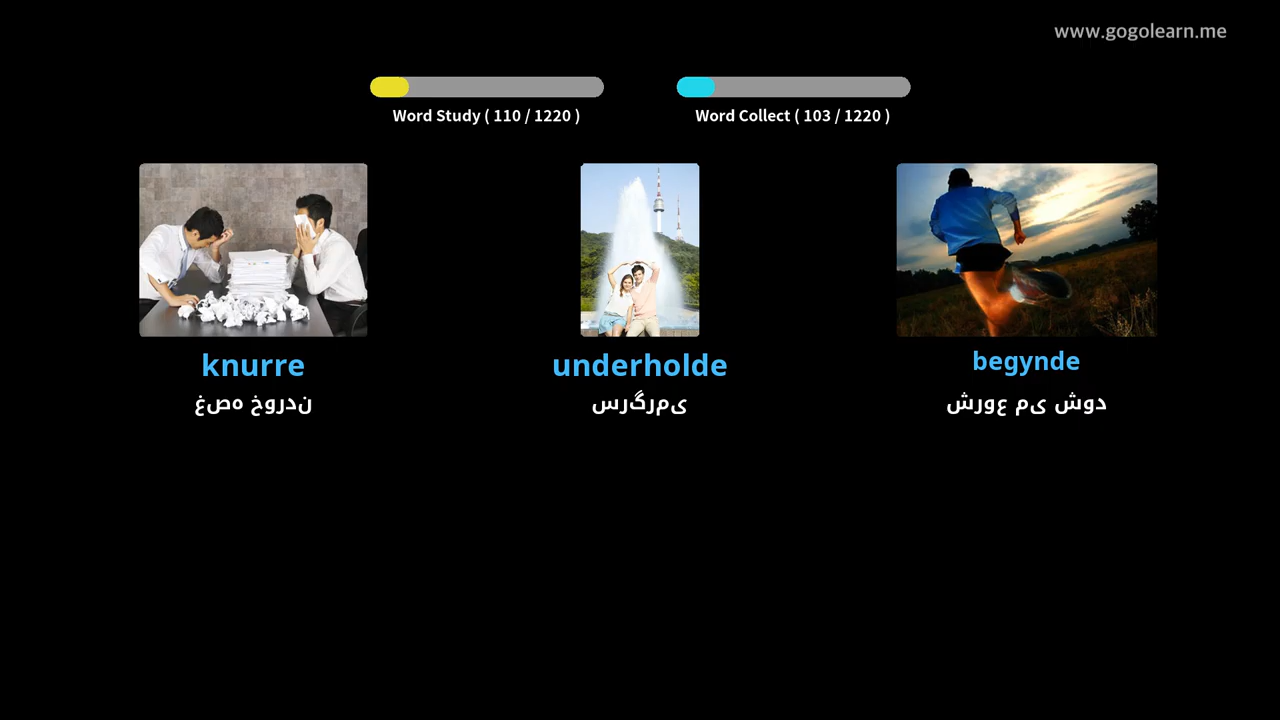 www.gogolearn.me
Word Study ( 110 / 1220 )
Word Collect ( 103 / 1220 )
knurre
غصه خوردن
underholde
سرگرمی
begynde
شروع می شود